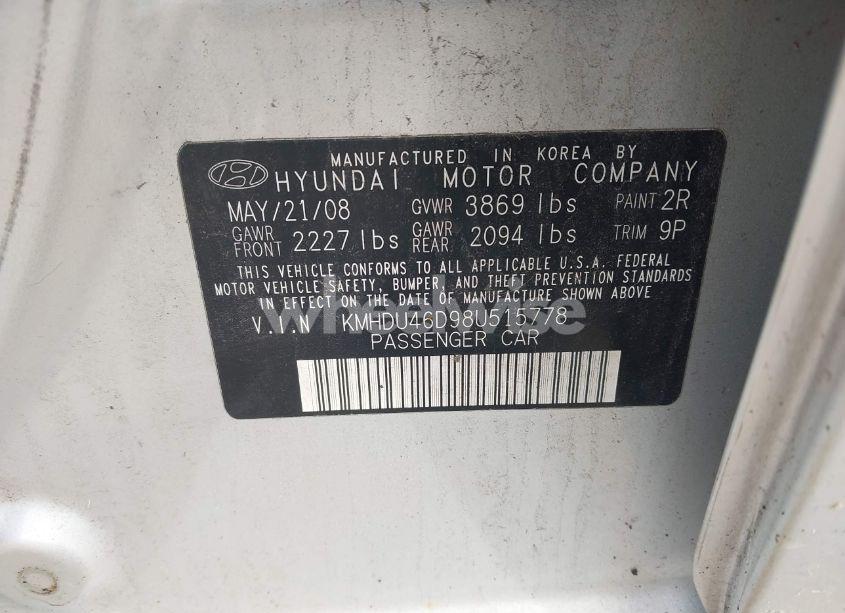 MANUFACTURED IN KOREA BY
HYUNDAI MOTOR COMPANY
MAY/21/08 GVWR 3869 lbs PAINT 2R
GAWR FRONT 2227 lbs GAWR REAR 2094 lbs TRIM 9P
THIS VEHICLE CONFORMS TO ALL APPLICABLE U.S.A. FEDERAL
MOTOR VEHICLE SAFETY, BUMPER, AND THEFT PREVENTION STANDARDS
IN EFFECT ON THE DATE OF MANUFACTURE SHOWN ABOVE
V.I.N KMHDU46D98U515778
PASSENGER CAR